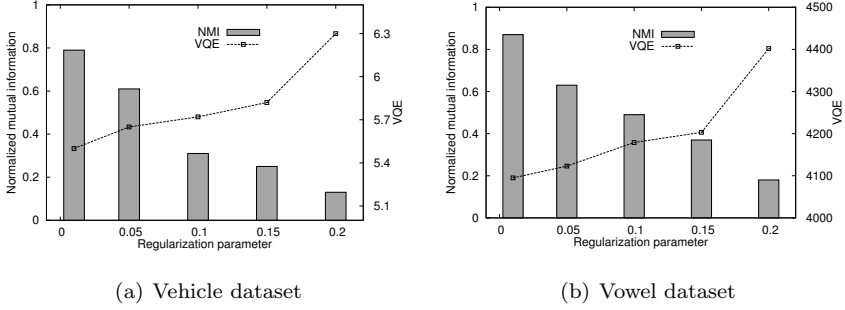 NMI
VQE
Normalized mutual information
1
0.8
0.6
0.4
0.2
0
0 0.05 0.1 0.15 0.2
Regularization parameter
6.3
6
5.7
5.4
5.1
VQE
(a) Vehicle dataset
NMI
VQE
Normalized mutual information
1
0.8
0.6
0.4
0.2
0
0 0.05 0.1 0.15 0.2
Regularization parameter
4500
4400
4300
4200
4100
4000
VQE
(b) Vowel dataset